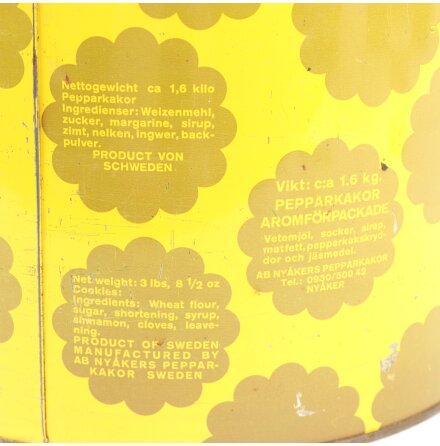 Nettogewicht ca 1,6 kilo
Pepparkakor
Ingredienser: Weizenmehl,
zucker, margarine, sirup,
zimt, nelken, ingwer, back-
pulver.
PRODUCT VON
SCHWEDEN
Vikt: c:a 1,6 kg.
PEPPARKAKOR
AROMFÖRPACKADE
Vetemjöl, socker, sirap,
matfett, pepparkakskryd-
dor och jäsmedel.
AB NYÅKERS PEPPARKAKOR
Tel.: 0930/500 43
NYÅKER
Net weight: 3 lbs, 8 1/2 oz
Cookies:
Ingredients: Wheat flour,
sugar, shortening, syrup,
sinnamon, cloves, leave-
ning.
PRODUCT OF SWEDEN
MANUFACTURED BY
AB NYÅKERS PEPPAR-
KAKOR SWEDEN